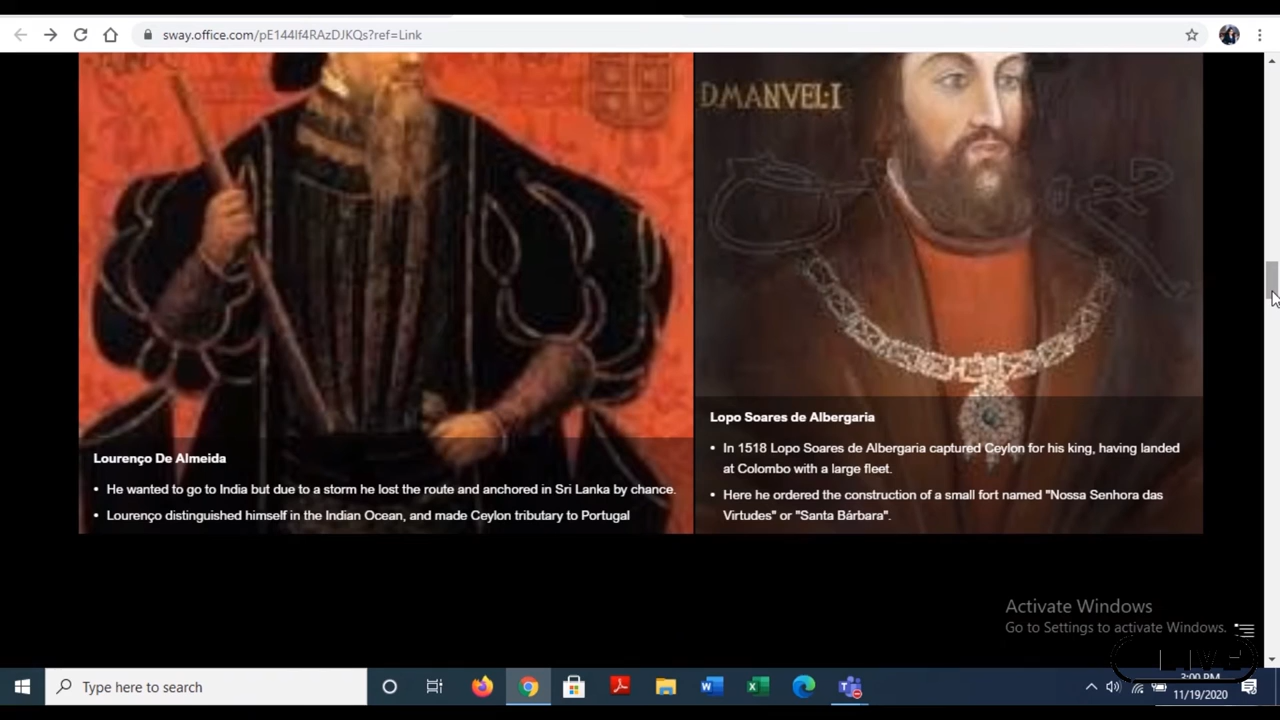 sway.office.com/pE144If4RAzDJKQs?ref=Link
D.MANVEL·I
Lourenço De Almeida
• He wanted to go to India but due to a storm he lost the route and anchored in Sri Lanka by chance.
• Lourenço distinguished himself in the Indian Ocean, and made Ceylon tributary to Portugal
Lopo Soares de Albergaria
• In 1518 Lopo Soares de Albergaria captured Ceylon for his king, having landed
at Colombo with a large fleet.
• Here he ordered the construction of a small fort named "Nossa Senhora das
Virtudes" or "Santa Bárbara".
Activate Windows
Go to Settings to activate Windows.
LIVE
Type here to search
3:00 PM
11/19/2020